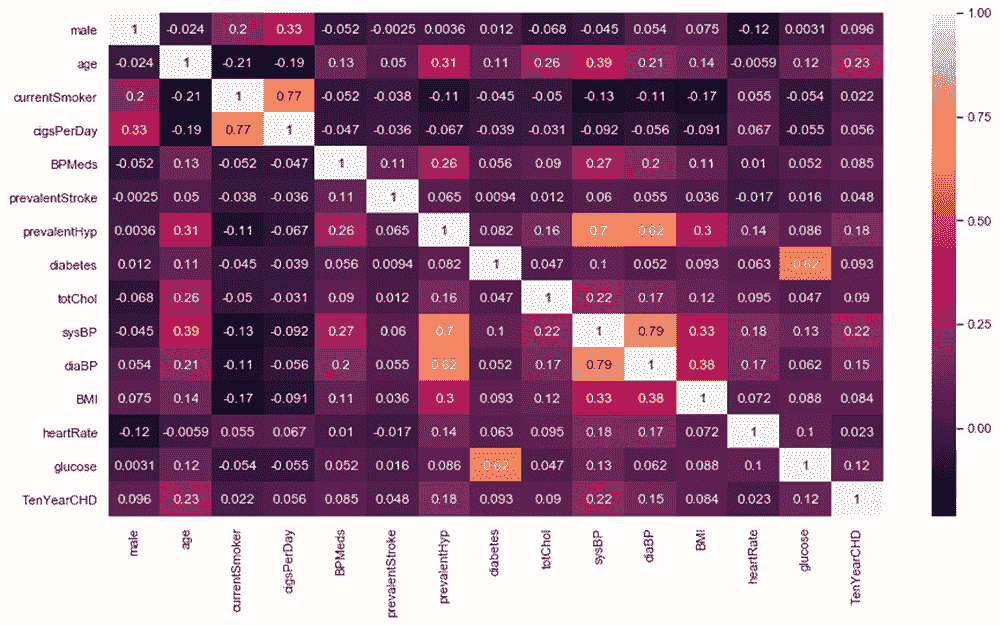 male 1 -0.024 0.2 0.33 -0.052 -0.0025 0.0036 0.012 -0.068 -0.045 0.054 0.075 -0.12 0.0031 0.096
age -0.024 1 -0.21 -0.19 0.13 0.05 0.31 0.11 0.26 0.39 0.21 0.14 -0.0059 0.12 0.23
currentSmoker 0.2 -0.21 1 0.77 -0.052 -0.038 -0.11 -0.045 -0.05 -0.13 -0.11 -0.17 0.055 -0.054 0.022
cigsPerDay 0.33 -0.19 0.77 1 -0.047 -0.036 -0.067 -0.039 -0.031 -0.092 -0.056 -0.091 0.067 -0.055 0.056
BPMeds -0.052 0.13 -0.052 -0.047 1 0.11 0.26 0.056 0.09 0.27 0.2 0.11 0.01 0.052 0.085
prevalentStroke -0.0025 0.05 -0.038 -0.036 0.11 1 0.065 0.0094 0.012 0.06 0.055 0.036 -0.017 0.016 0.048
prevalentHyp 0.0036 0.31 -0.11 -0.067 0.26 0.065 1 0.082 0.16 0.7 0.62 0.3 0.14 0.086 0.18
diabetes 0.012 0.11 -0.045 -0.039 0.056 0.0094 0.082 1 0.047 0.1 0.052 0.093 0.063 0.62 0.093
totChol -0.068 0.26 -0.05 -0.031 0.09 0.012 0.16 0.047 1 0.22 0.17 0.12 0.095 0.047 0.09
sysBP -0.045 0.39 -0.13 -0.092 0.27 0.06 0.7 0.1 0.22 1 0.79 0.33 0.18 0.13 0.22
diaBP 0.054 0.21 -0.11 -0.056 0.2 0.055 0.62 0.052 0.17 0.79 1 0.38 0.17 0.062 0.15
BMI 0.075 0.14 -0.17 -0.091 0.11 0.036 0.3 0.093 0.12 0.33 0.38 1 0.072 0.088 0.084
heartRate -0.12 -0.0059 0.055 0.067 0.01 -0.017 0.14 0.063 0.095 0.18 0.17 0.072 1 0.1 0.023
glucose 0.0031 0.12 -0.054 -0.055 0.052 0.016 0.086 0.62 0.047 0.13 0.062 0.088 0.1 1 0.12
TenYearCHD 0.096 0.23 0.022 0.056 0.085 0.048 0.18 0.093 0.09 0.22 0.15 0.084 0.023 0.12 1
male age currentSmoker cigsPerDay BPMeds prevalentStroke prevalentHyp diabetes totChol sysBP diaBP BMI heartRate glucose TenYearCHD
1.00
0.75
0.50
0.25
0.00